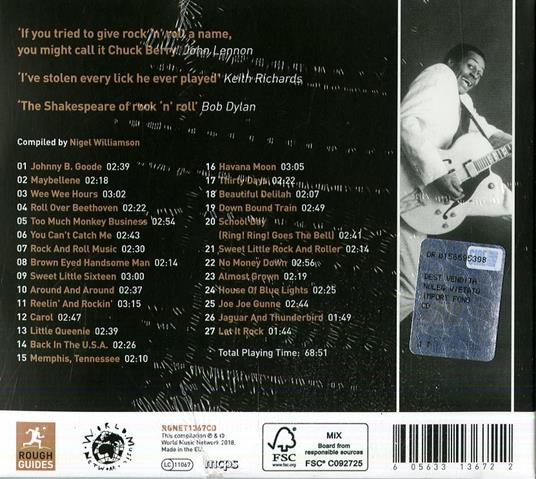 ‘If you tried to give rock ’n’ roll a name,
you might call it Chuck Berry’ John Lennon
‘I’ve stolen every lick he ever played’ Keith Richards
‘The Shakespeare of rock ‘n’ roll’ Bob Dylan
Compiled by Nigel Williamson
01 Johnny B. Goode 02:39
02 Maybellene 02:18
03 Wee Wee Hours 03:02
04 Roll Over Beethoven 02:22
05 Too Much Monkey Business 02:54
06 You Can't Catch Me 02:43
07 Rock And Roll Music 02:30
08 Brown Eyed Handsome Man 02:14
09 Sweet Little Sixteen 03:00
10 Around And Around 02:37
11 Reelin' And Rockin' 03:15
12 Carol 02:47
13 Little Queenie 02:39
14 Back In The U.S.A. 02:26
15 Memphis, Tennessee 02:10
16 Havana Moon 03:05
17 Thirty Days 02:22
18 Beautiful Delilah 02:07
19 Down Bound Train 02:49
20 School Day
(Ring! Ring! Goes The Bell) 02:41
21 Sweet Little Rock And Roller 02:14
22 No Money Down 02:56
23 Almost Grown 02:19
24 House Of Blue Lights 02:25
25 Joe Joe Gunne 02:44
26 Jaguar And Thunderbird 01:49
27 Let It Rock 01:44
Total Playing Time: 68:51
DR 0158695398
DEST. VENDITA
NOLEG. VIETATO
IMPORT FONO
CD
ROUGH
GUIDES
WORLD MUSIC
NETWORK
RGNET1367CD
This compilation ℗ & ©
World Music Network 2018.
Made in the EU.
LC 11067
mcps
FSC
www.fsc.org
MIX
Board from
responsible sources
FSC® C092725
6 05633 13672 2